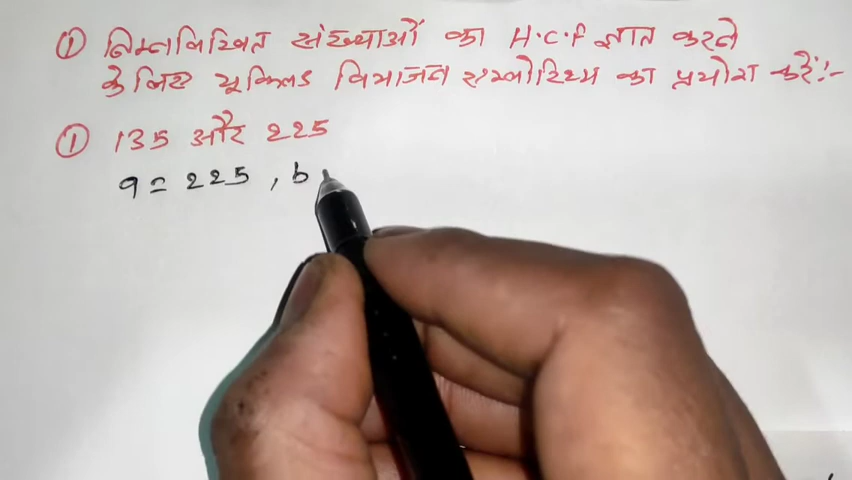 ① निम्नलिखित संख्याओं का H.C.F ज्ञात करने
के लिए यूक्लिड विभाजन एल्गोरिथ्म का प्रयोग करें:-
① 135 और 225
a = 225 , b